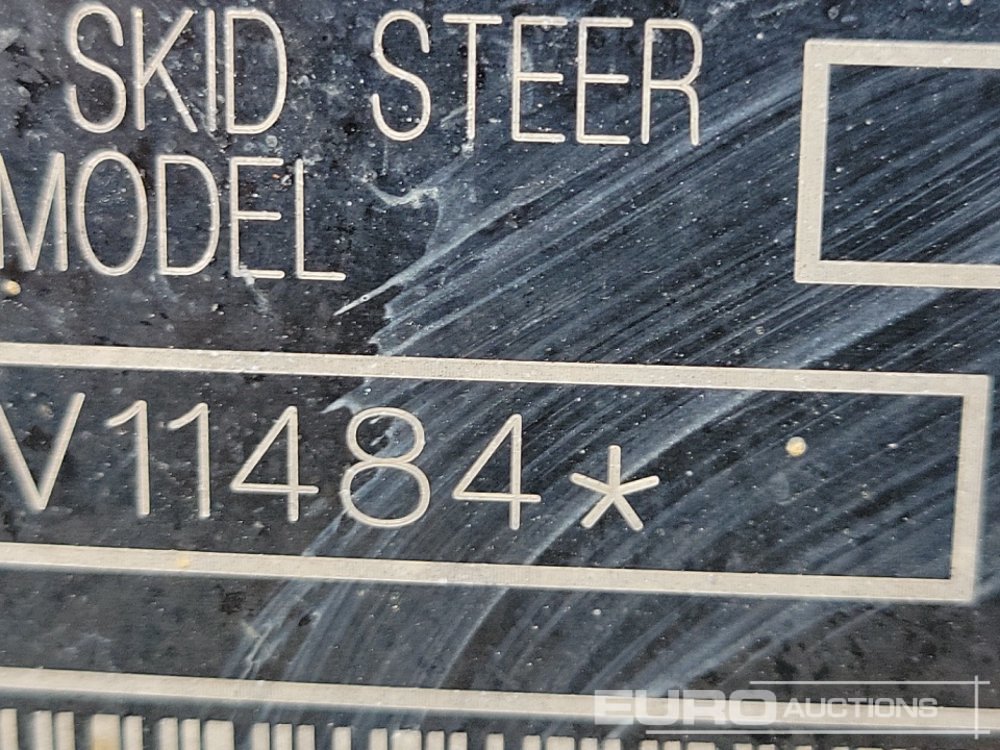 SKID STEER
MODEL
V11484*
EURO AUCTIONS